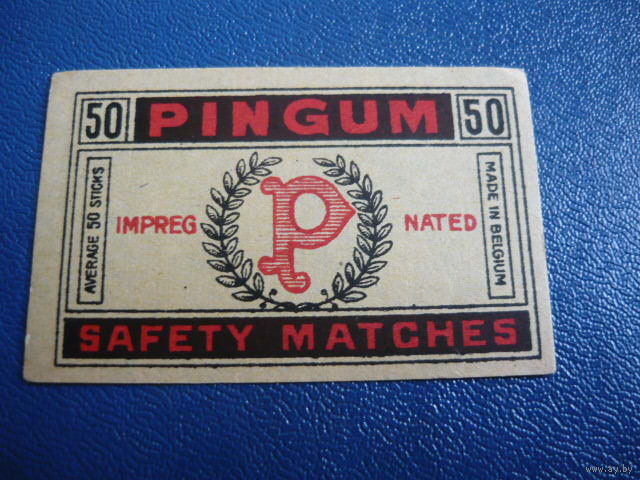 50 PINGUM 50
AVERAGE 50 STICKS
IMPREG P NATED
MADE IN BELGIUM
SAFETY MATCHES
www.ay.by